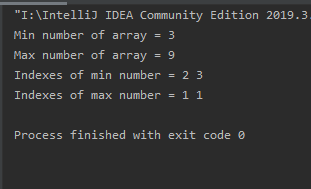 "I:\IntelliJ IDEA Community Edition 2019.3.
Min number of array = 3
Max number of array = 9
Indexes of min number = 2 3
Indexes of max number = 1 1
Process finished with exit code 0